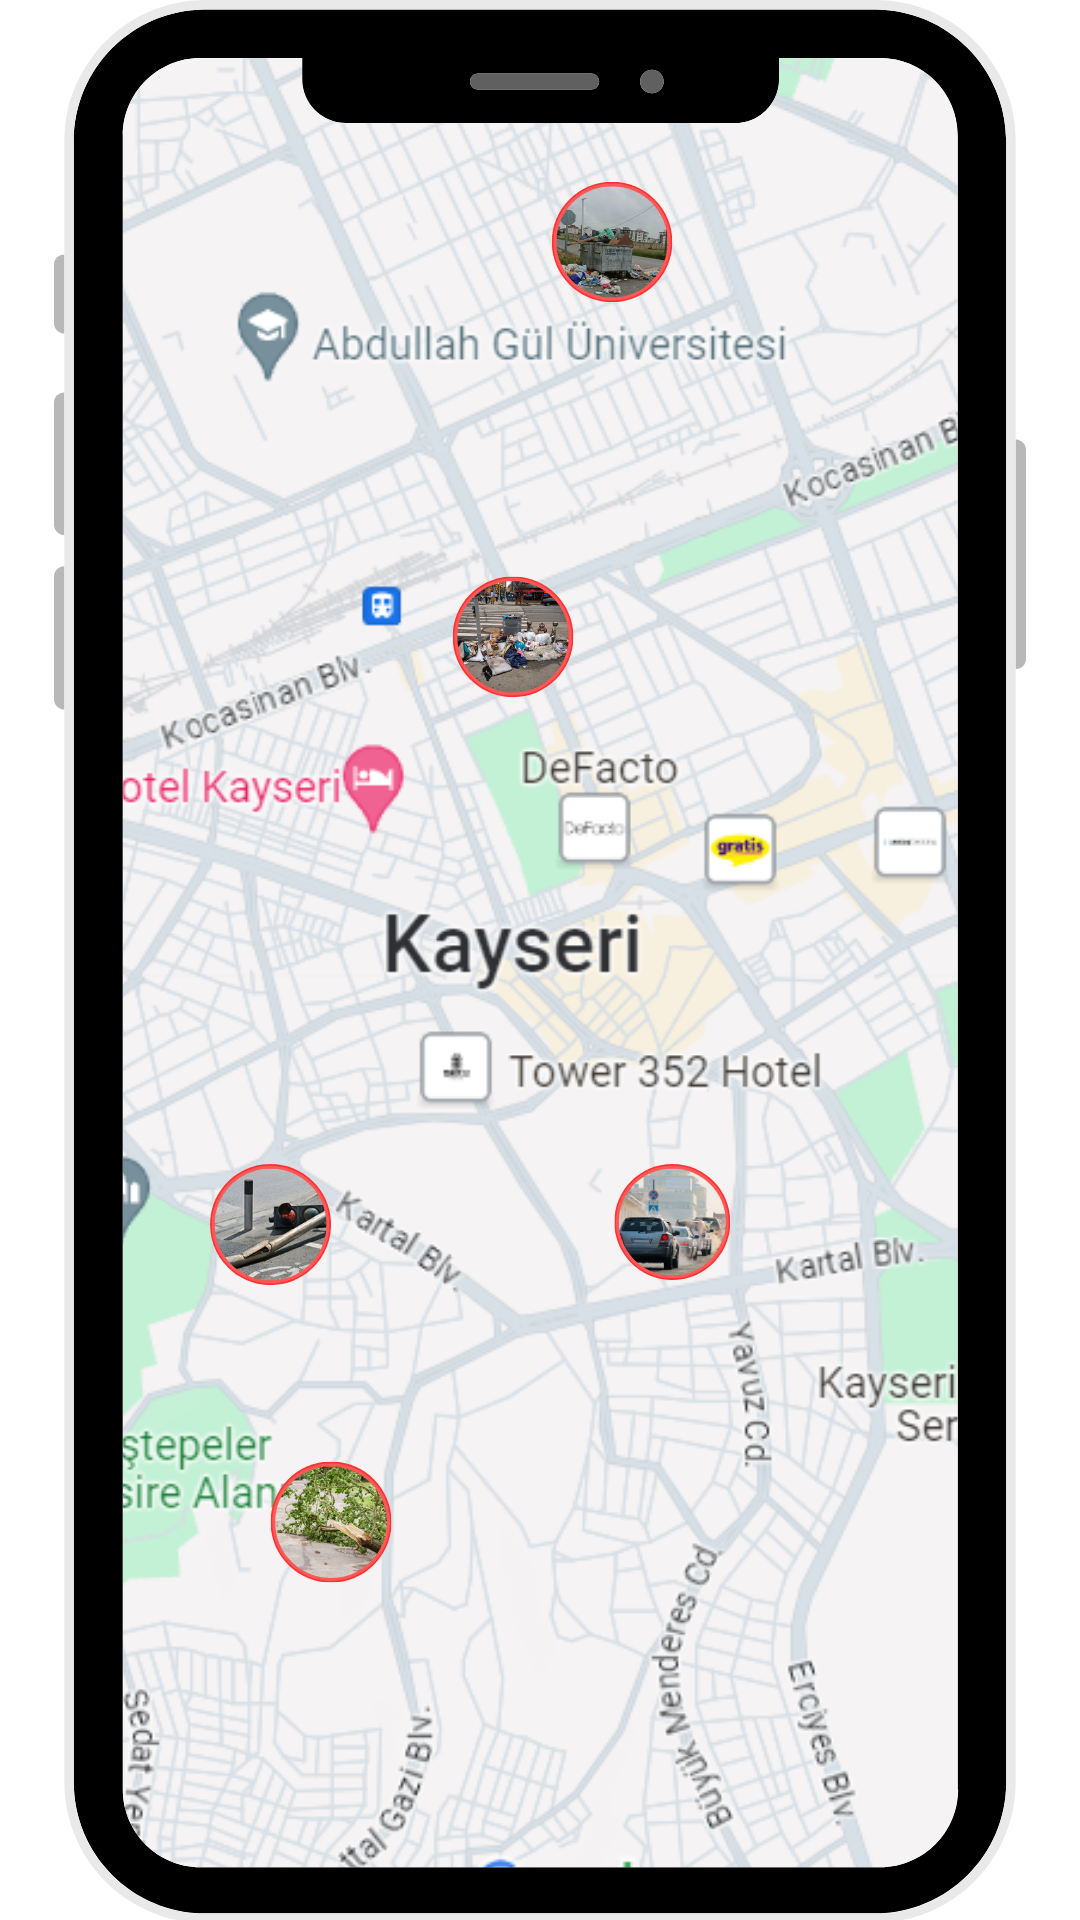 Abdullah Gül Üniversitesi
Kocasinan B
Kocasinan Blv.
otel Kayseri
DeFacto
DeFacto
gratis
Kayseri
Tower 352 Hotel
Kartal Blv.
Kartal Blv.
Yavuz Cd.
Kayseri
Ser
ştepeler
sire Alan
Büyük Menderes Cd
Erciyes Blv.
Sedat Ye
ttal Gazi Blv.